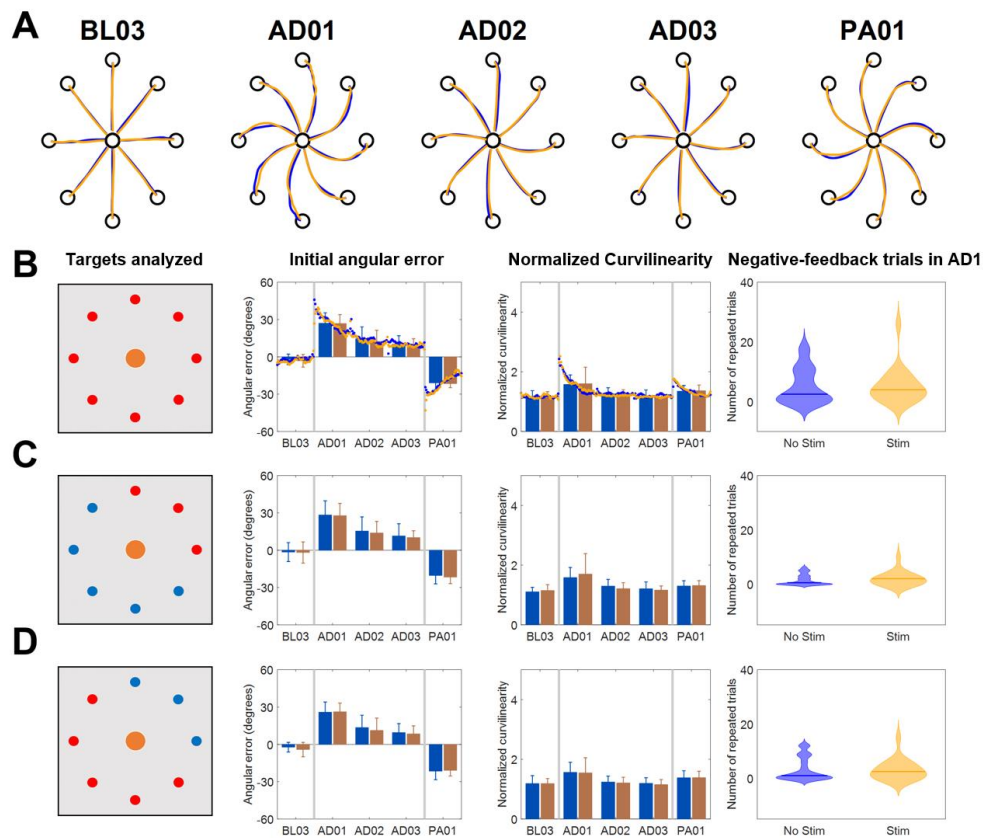 A
BL03 AD01 AD02 AD03 PA01
B
Targets analyzed Initial angular error Normalized Curvilinearity Negative-feedback trials in AD1
Angular error (degrees)
60
30
0
-30
-60
BL03 AD01 AD02 AD03 PA01
Normalized curvilinearity
4
2
0
BL03 AD01 AD02 AD03 PA01
Number of repeated trials
40
20
0
No Stim Stim
C
Angular error (degrees)
60
30
0
-30
-60
BL03 AD01 AD02 AD03 PA01
Normalized curvilinearity
4
2
0
BL03 AD01 AD02 AD03 PA01
Number of repeated trials
40
20
0
No Stim Stim
D
Angular error (degrees)
60
30
0
-30
-60
BL03 AD01 AD02 AD03 PA01
Normalized curvilinearity
4
2
0
BL03 AD01 AD02 AD03 PA01
Number of repeated trials
40
20
0
No Stim Stim